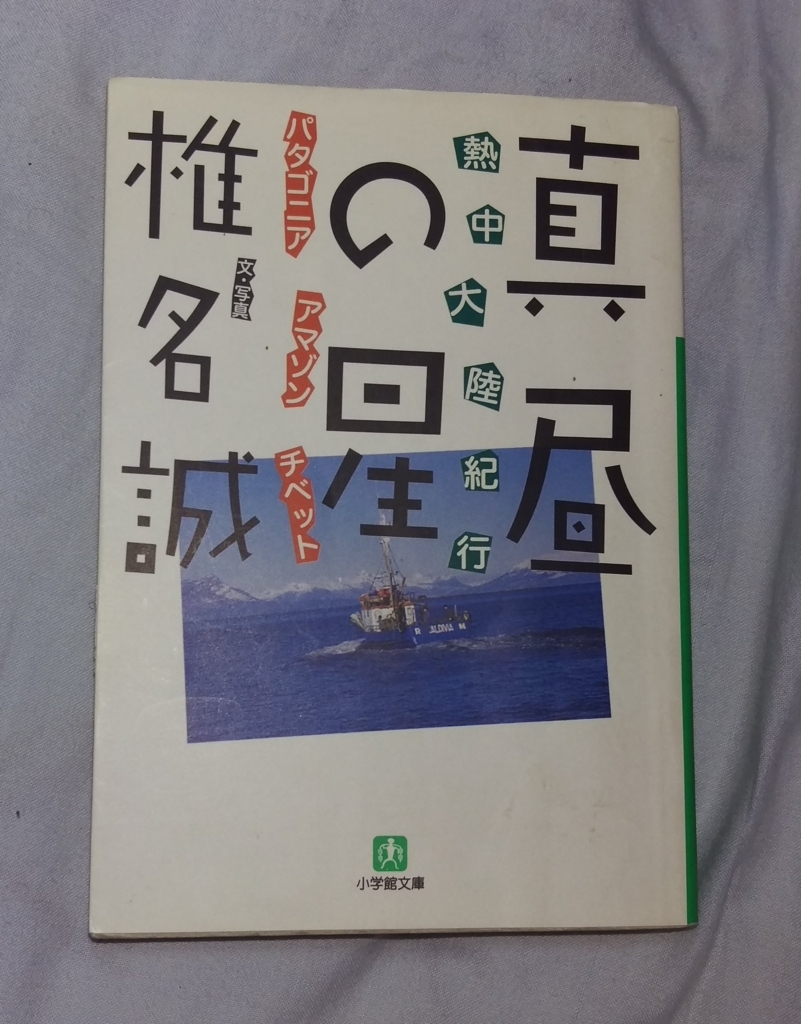 真昼の星
熱中大陸紀行
パタゴニア
アマゾン
チベット
椎名誠
文・写真
小学館文庫